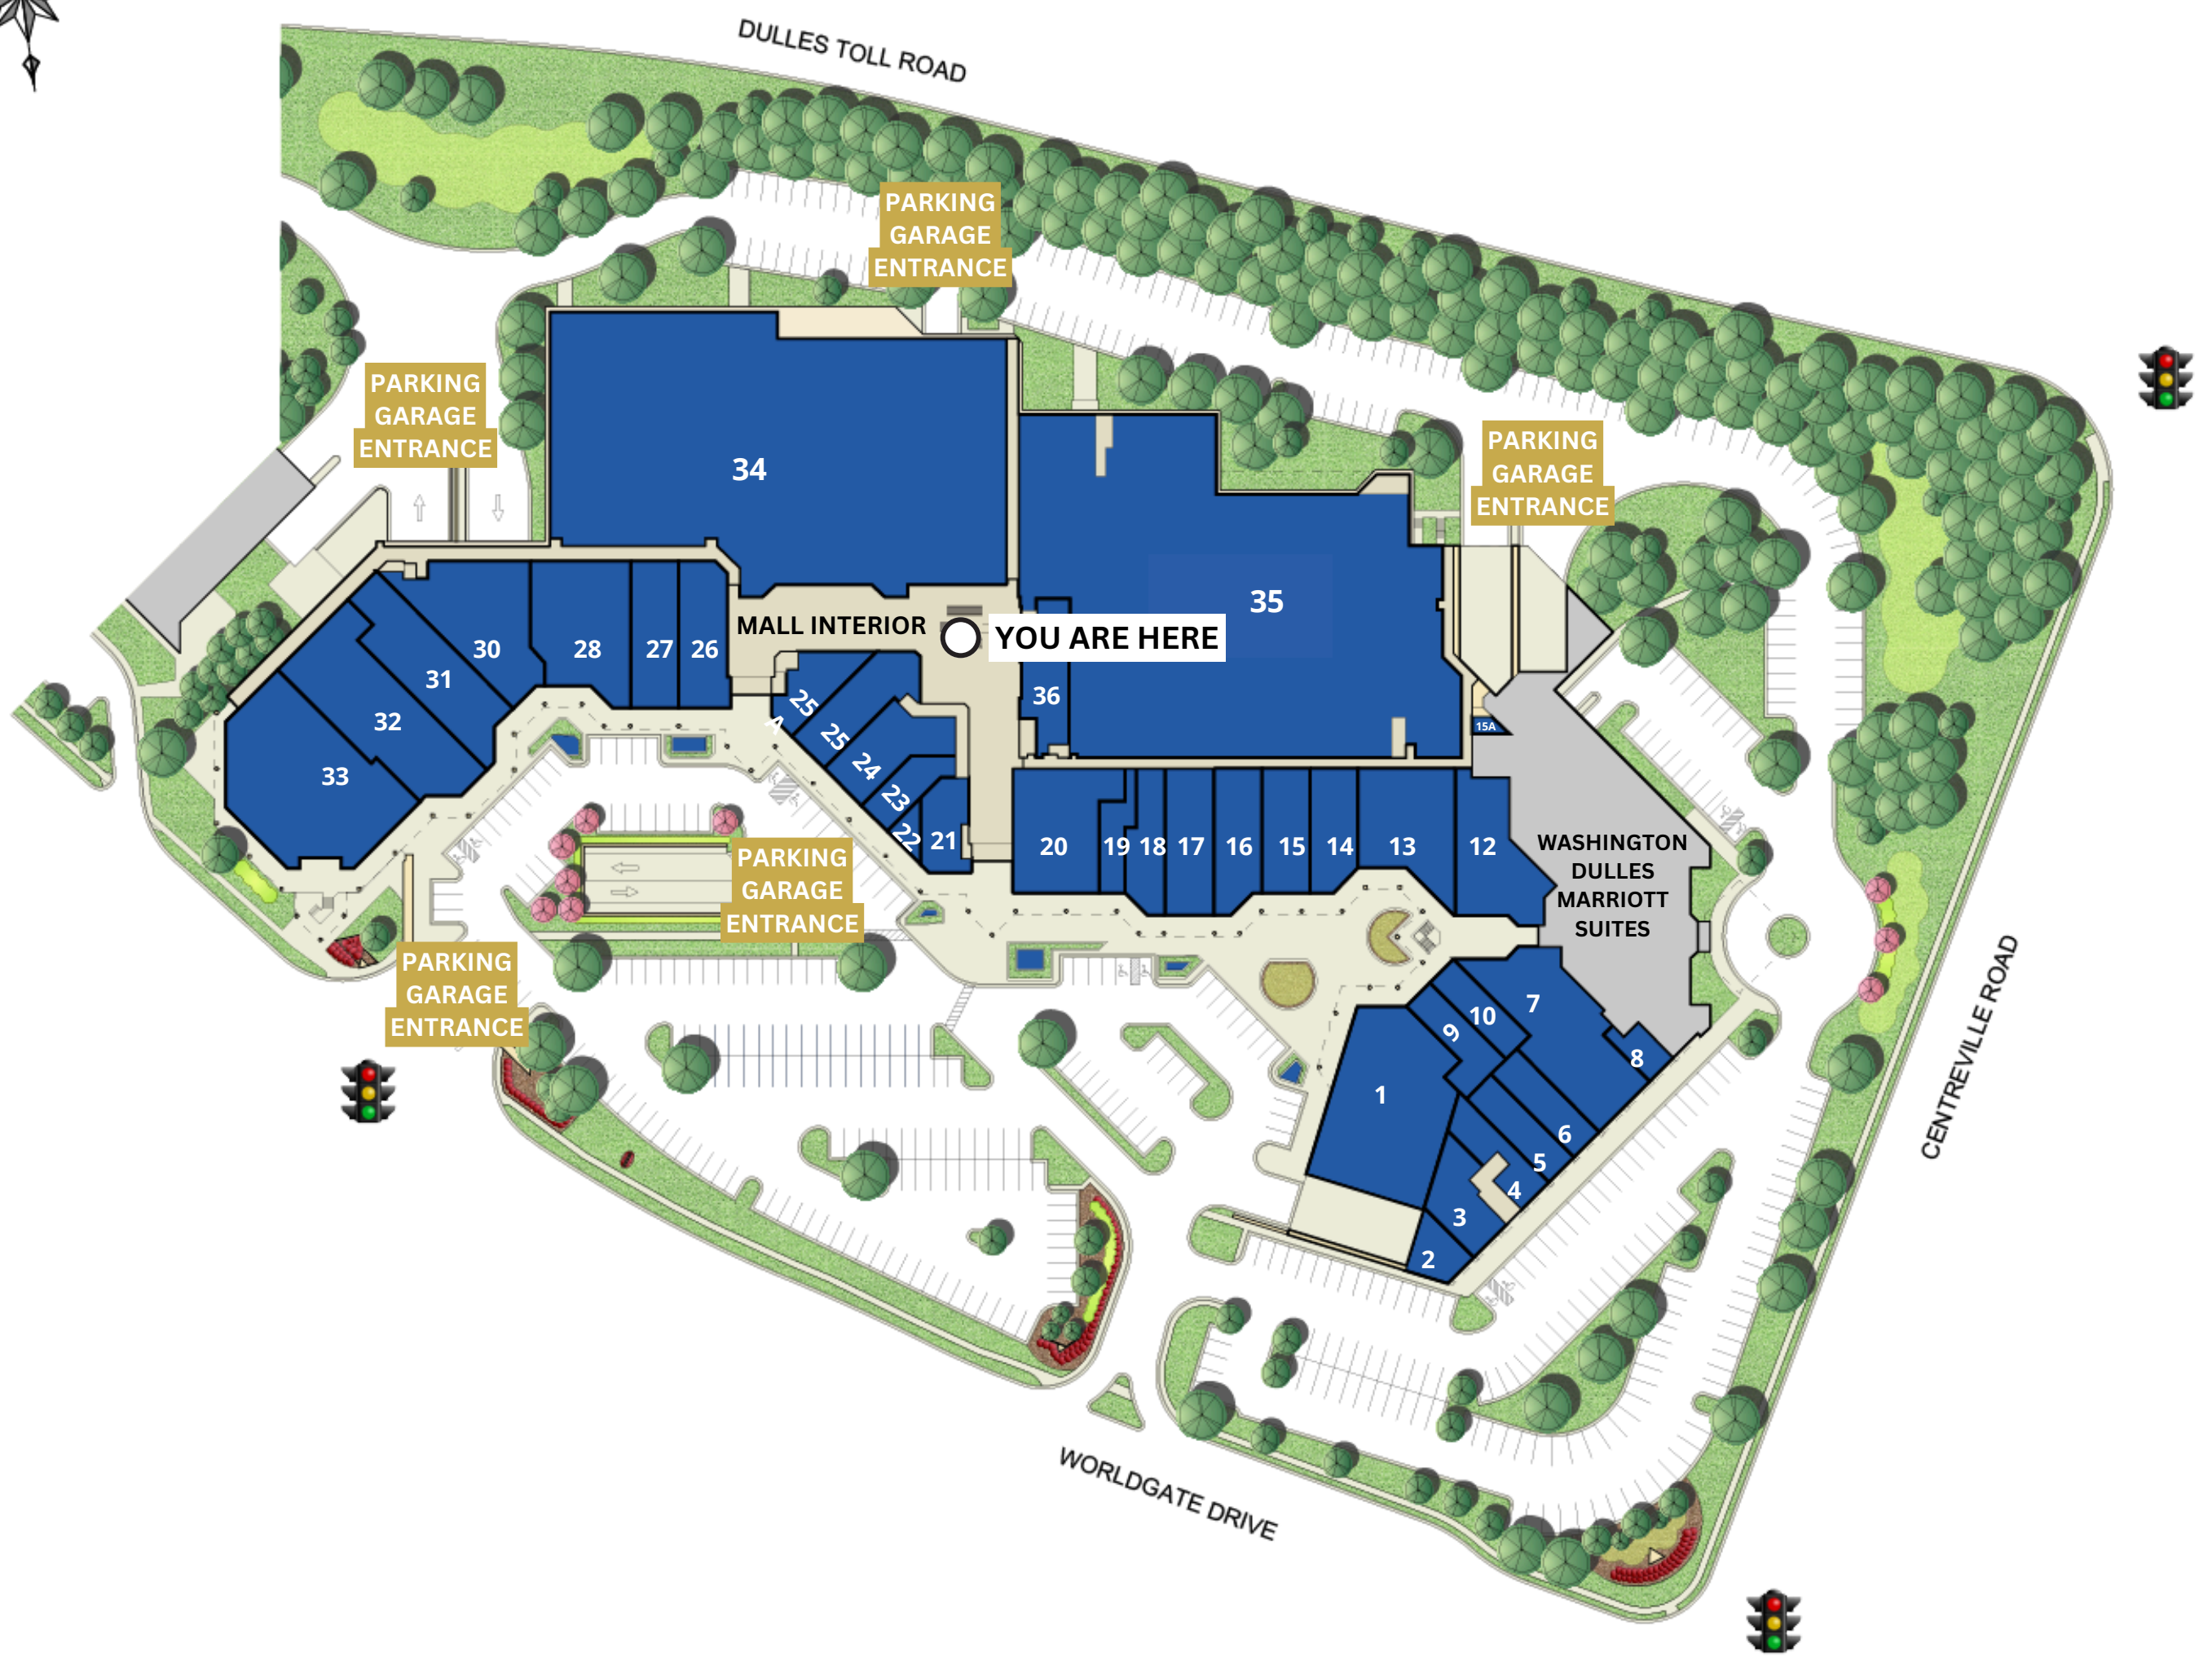 DULLES TOLL ROAD
PARKING
GARAGE
ENTRANCE
PARKING
GARAGE
ENTRANCE
PARKING
GARAGE
ENTRANCE
34
35
MALL INTERIOR
YOU ARE HERE
30
28
27
26
31
32
33
25
A
25
24
23
22
21
36
15A
20
19
18
17
16
15
14
13
12
WASHINGTON
DULLES
MARRIOTT
SUITES
PARKING
GARAGE
ENTRANCE
PARKING
GARAGE
ENTRANCE
CENTREVILLE ROAD
7
10
9
8
1
6
5
4
3
2
WORLDGATE DRIVE